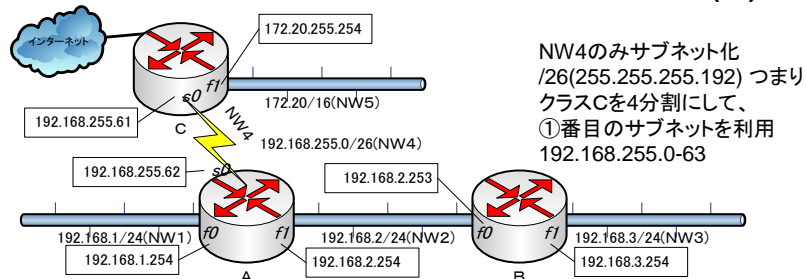 インターネット
172.20.255.254
f1
s0
172.20/16(NW5)
192.168.255.61
C
NW4
192.168.255.0/26(NW4)
192.168.255.62
s0
NW4のみサブネット化
/26(255.255.255.192) つまり
クラスCを4分割にして、
①番目のサブネットを利用
192.168.255.0-63
192.168.2.253
f0
f1
f0
f1
192.168.1/24(NW1)
192.168.2/24(NW2)
192.168.3/24(NW3)
192.168.1.254
192.168.2.254
192.168.3.254
A
B